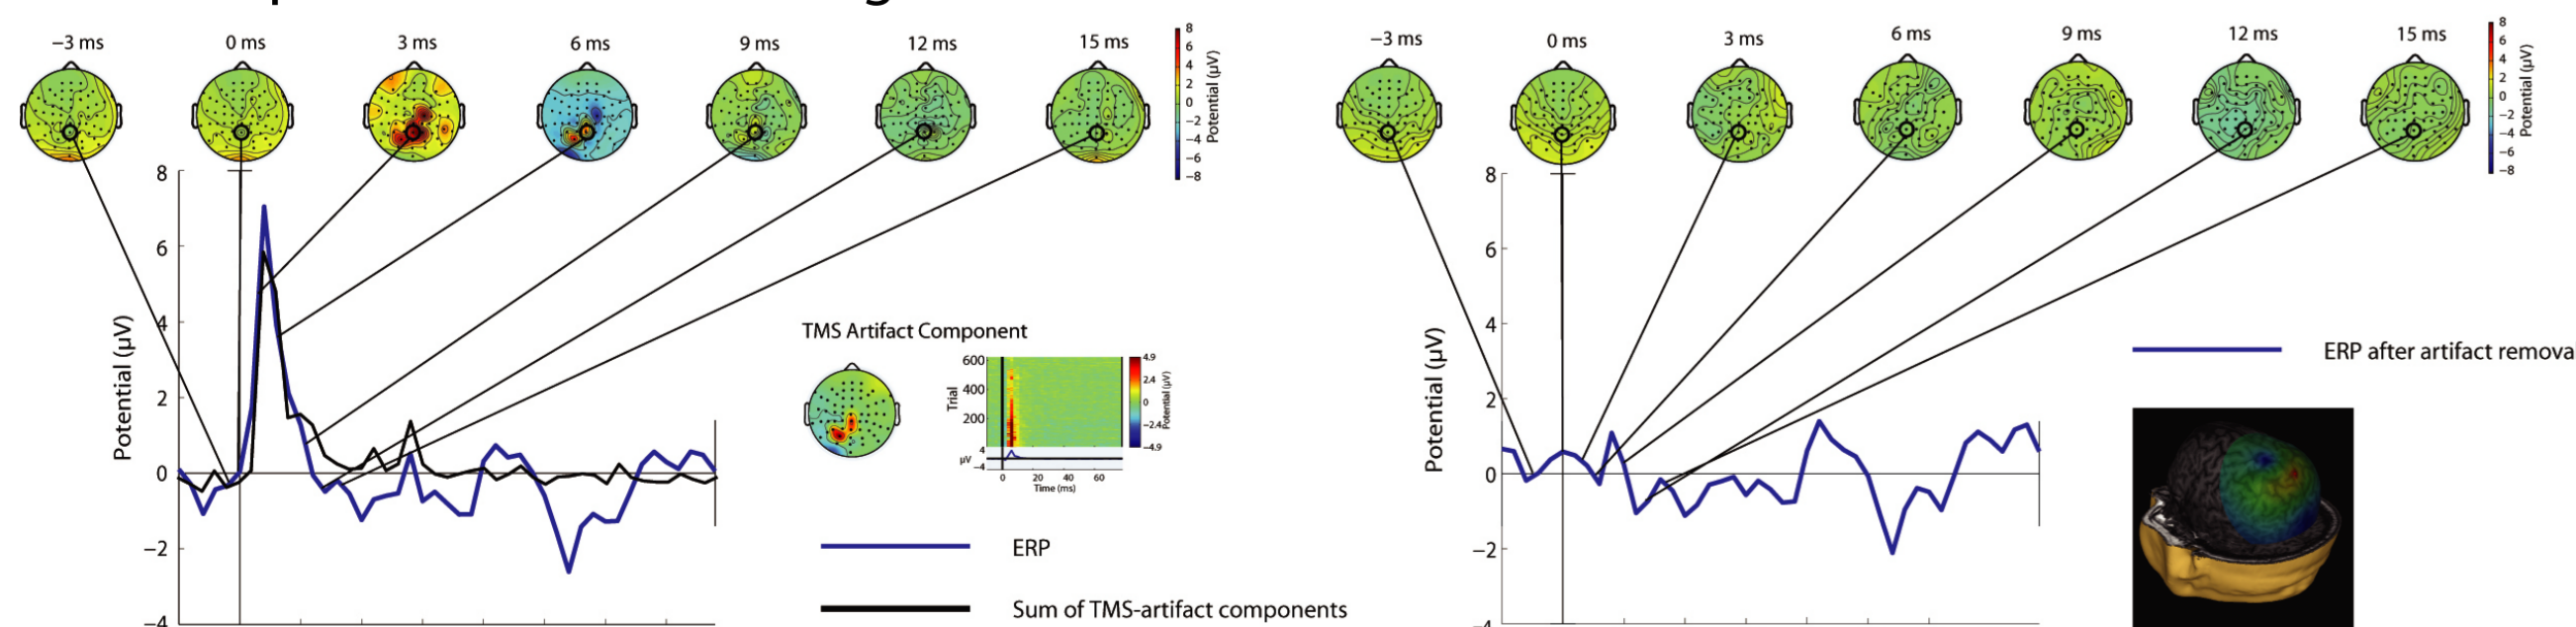 −3 ms
0 ms
3 ms
6 ms
9 ms
12 ms
15 ms
8
6
4
2
0
−2
−4
−6
−8
Potential (µV)
8
6
4
2
0
−2
−4
Potential (µV)
TMS Artifact Component
600
400
200
Trial
4
µV
−4
0 20 40 60
Time (ms)
4.9
2.4
0
−2.4
−4.9
Potential (µV)
ERP
Sum of TMS-artifact components
−3 ms
0 ms
3 ms
6 ms
9 ms
12 ms
15 ms
8
6
4
2
0
−2
−4
−6
−8
Potential (µV)
8
6
4
2
0
−2
−4
Potential (µV)
ERP after artifact remova